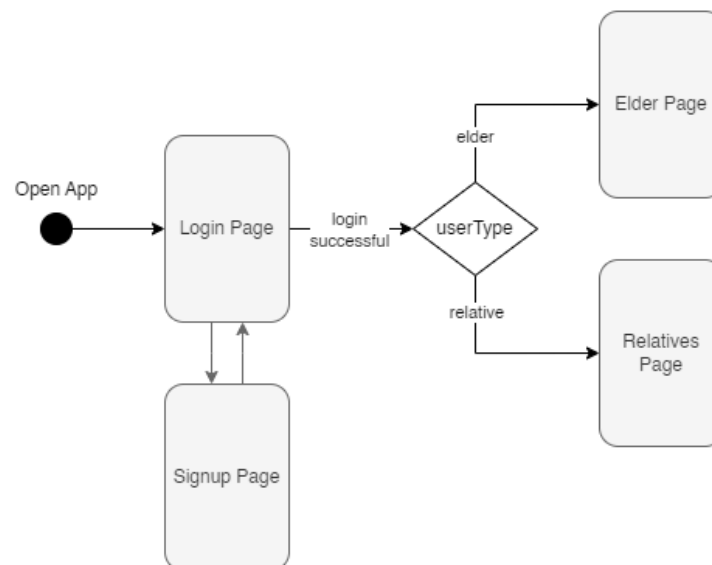 Open App
Login Page
login
successful
userType
elder
Elder Page
relative
Relatives
Page
Signup Page